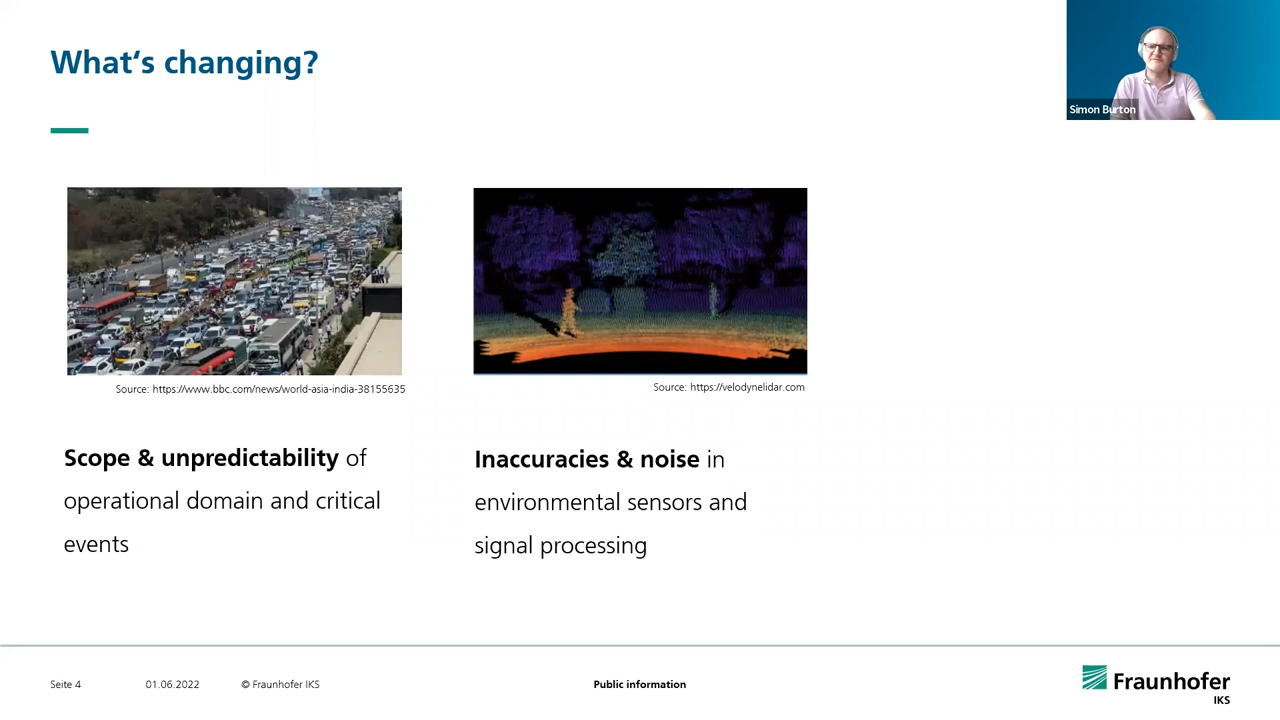 What‘s changing?
Simon Burton
Source: https://www.bbc.com/news/world-asia-india-38155635
Source: https://velodynelidar.com
Scope & unpredictability of
operational domain and critical
events
Inaccuracies & noise in
environmental sensors and
signal processing
Seite 4
01.06.2022
© Fraunhofer IKS
Public information
Fraunhofer
IKS